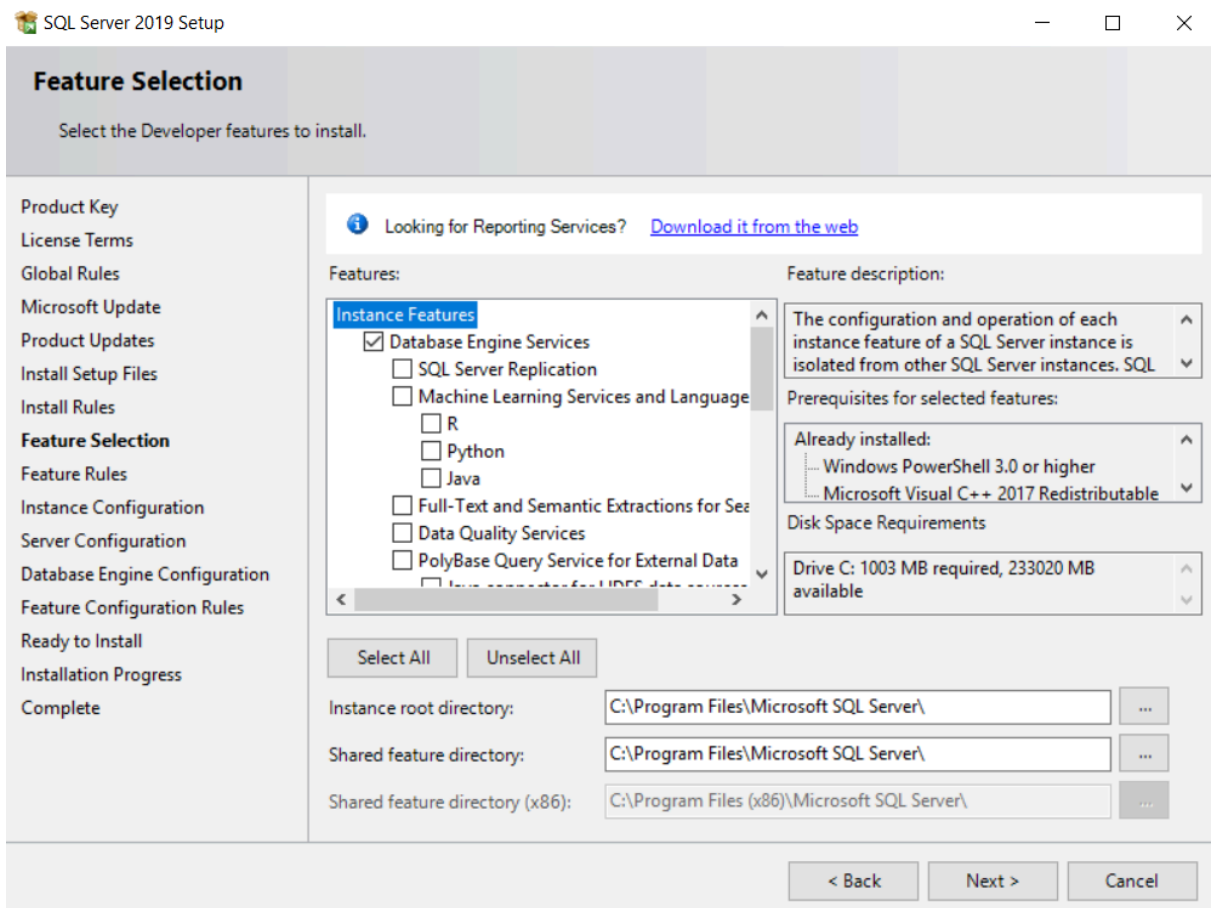 SQL Server 2019 Setup
Feature Selection
Select the Developer features to install.
Product Key
License Terms
Global Rules
Microsoft Update
Product Updates
Install Setup Files
Install Rules
Feature Selection
Feature Rules
Instance Configuration
Server Configuration
Database Engine Configuration
Feature Configuration Rules
Ready to Install
Installation Progress
Complete
Looking for Reporting Services? Download it from the web
Features:
Instance Features
Database Engine Services
SQL Server Replication
Machine Learning Services and Language
R
Python
Java
Full-Text and Semantic Extractions for Sea
Data Quality Services
PolyBase Query Service for External Data
Java connector for HDFS data sources
Feature description:
The configuration and operation of each
instance feature of a SQL Server instance is
isolated from other SQL Server instances. SQL
Prerequisites for selected features:
Already installed:
Windows PowerShell 3.0 or higher
Microsoft Visual C++ 2017 Redistributable
Disk Space Requirements
Drive C: 1003 MB required, 233020 MB
available
Select All
Unselect All
Instance root directory:
C:\Program Files\Microsoft SQL Server\
...
Shared feature directory:
C:\Program Files\Microsoft SQL Server\
...
Shared feature directory (x86):
C:\Program Files (x86)\Microsoft SQL Server\
...
< Back
Next >
Cancel